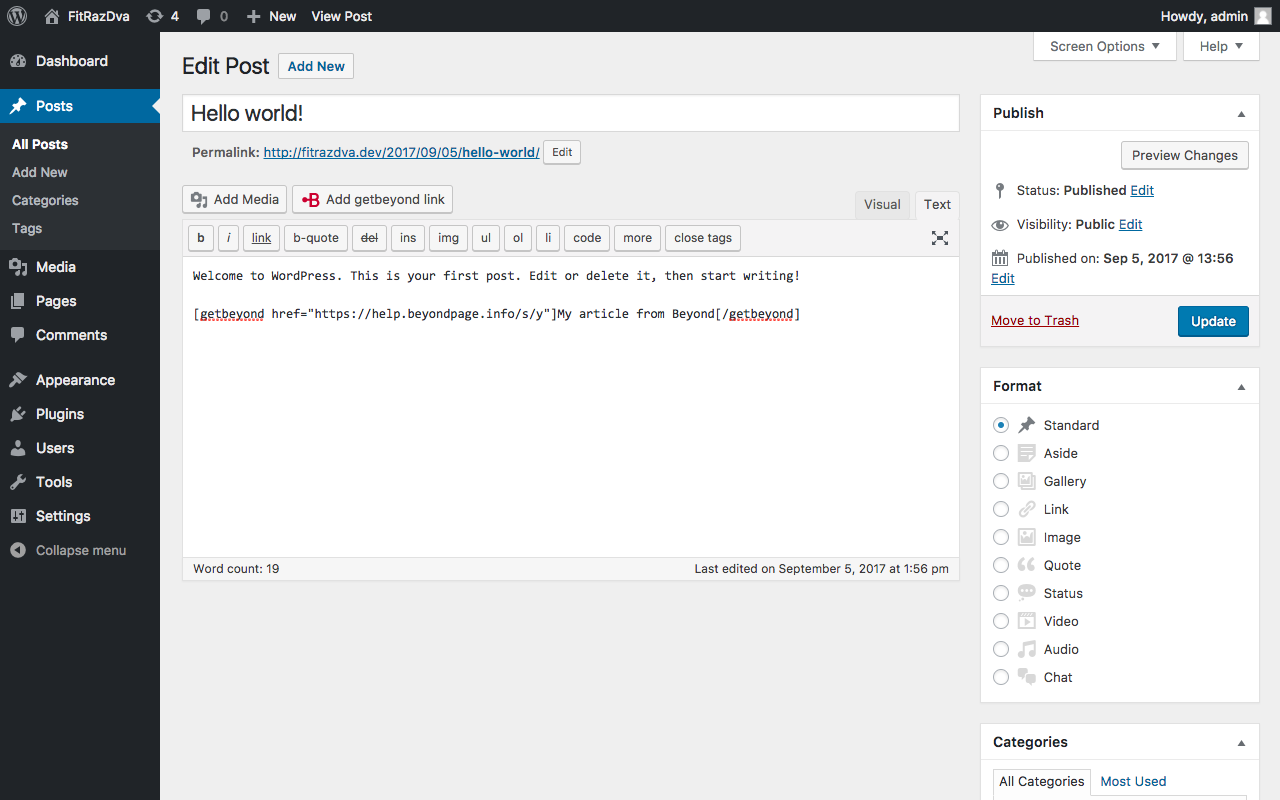 FitRazDva 4 0 New View Post Howdy, admin
Screen Options Help
Dashboard
Posts
All Posts
Add New
Categories
Tags
Media
Pages
Comments
Appearance
Plugins
Users
Tools
Settings
Collapse menu
Edit Post Add New
Hello world!
Permalink: http://fitrazdva.dev/2017/09/05/hello-world/ Edit
Add Media B Add getbeyond link Visual Text
b i link b-quote del ins img ul ol li code more close tags
Welcome to WordPress. This is your first post. Edit or delete it, then start writing!
[getbeyond href="https://help.beyondpage.info/s/y"]My article from Beyond[/getbeyond]
Word count: 19 Last edited on September 5, 2017 at 1:56 pm
Publish
Preview Changes
Status: Published Edit
Visibility: Public Edit
Published on: Sep 5, 2017 @ 13:56
Edit
Move to Trash Update
Format
Standard
Aside
Gallery
Link
Image
Quote
Status
Video
Audio
Chat
Categories
All Categories Most Used